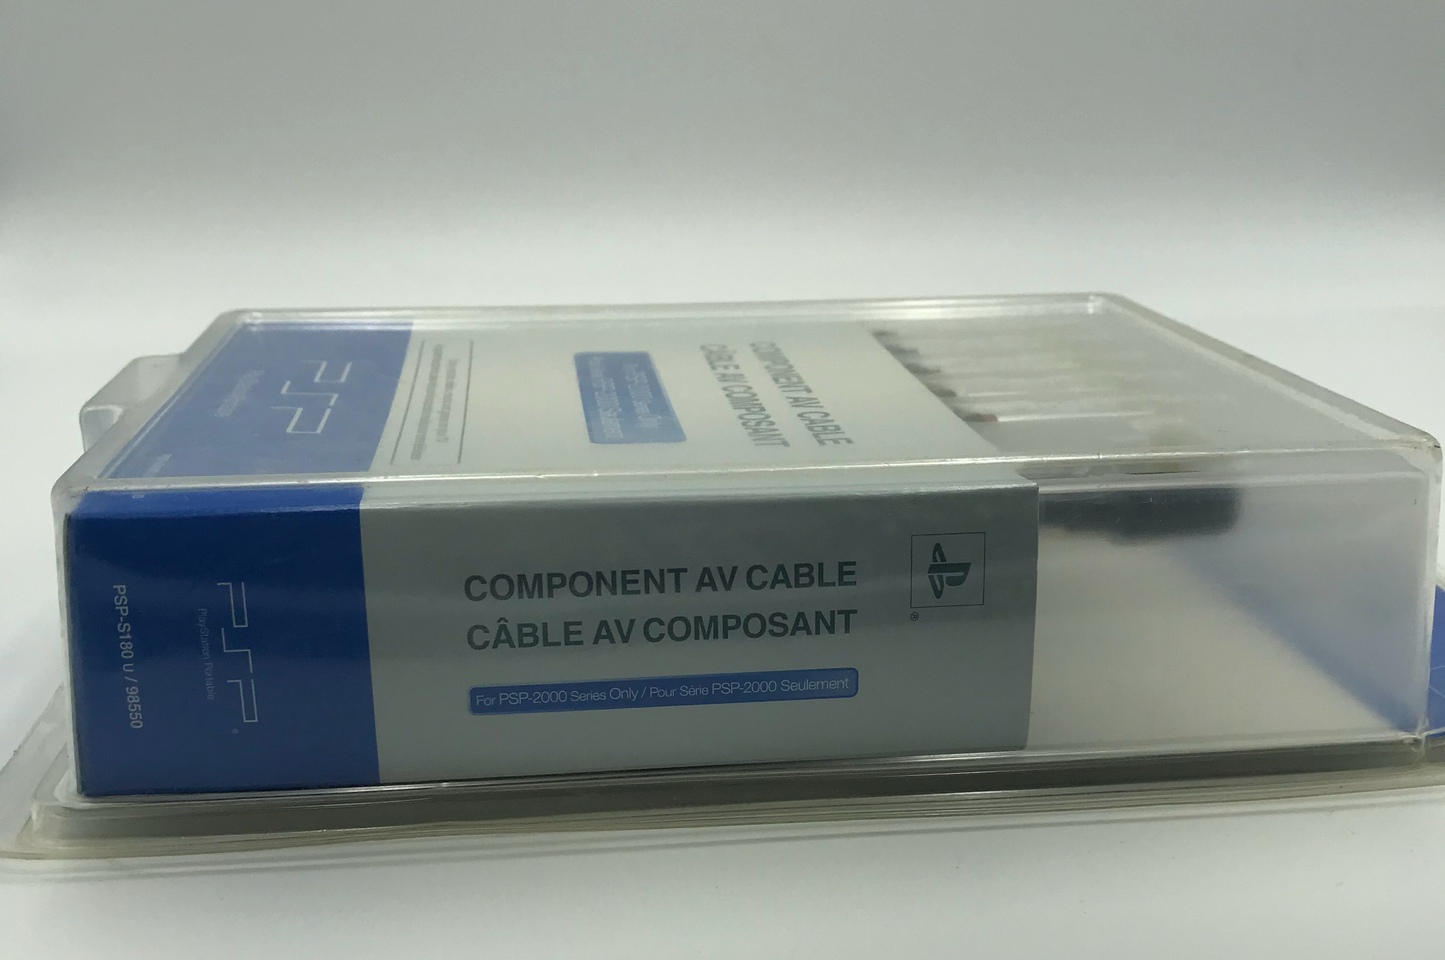 PSP
COMPONENT AV CABLE
CÂBLE AV COMPOSANT
COMPONENT AV CABLE
CÂBLE AV COMPOSANT
For PSP-2000 Series Only / Pour Série PSP-2000 Seulement
PSP
PlayStation Portable
PSP-S180 U / 98550
®